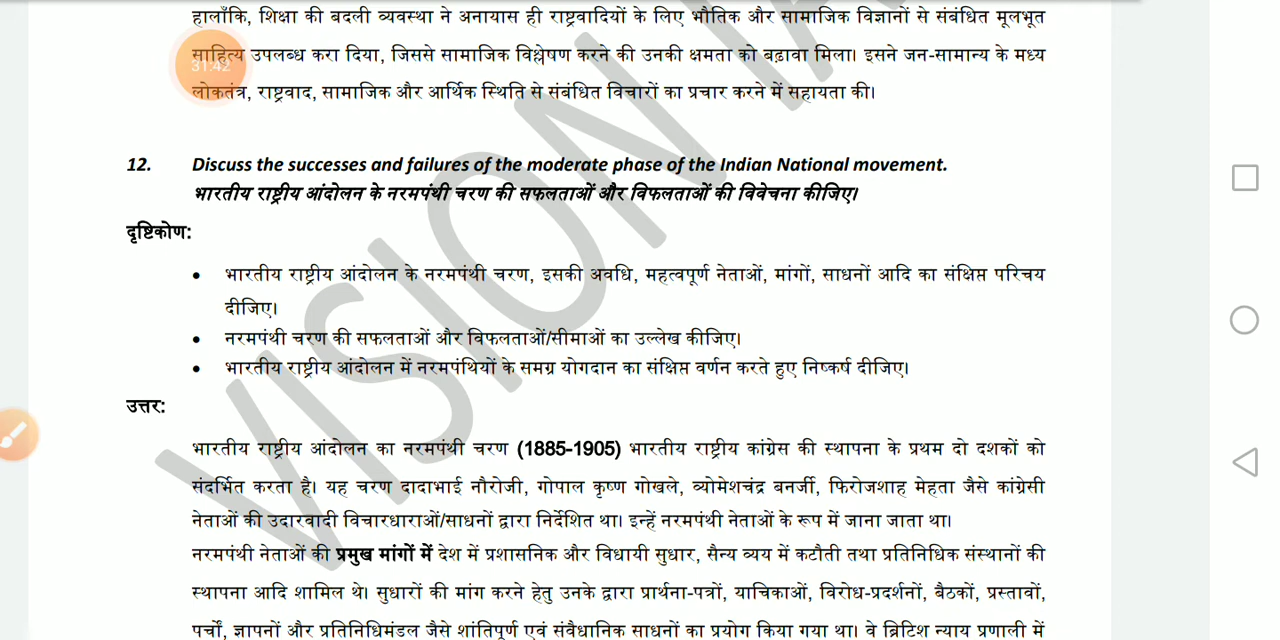 हालाँकि, शिक्षा की बदली व्यवस्था ने अनायास ही राष्ट्रवादियों के लिए भौतिक और सामाजिक विज्ञानों से संबंधित मूलभूत
साहित्य उपलब्ध करा दिया, जिससे सामाजिक विश्लेषण करने की उनकी क्षमता को बढ़ावा मिला। इसने जन-सामान्य के मध्य
31:42
लोकतंत्र, राष्ट्रवाद, सामाजिक और आर्थिक स्थिति से संबंधित विचारों का प्रचार करने में सहायता की।
12. Discuss the successes and failures of the moderate phase of the Indian National movement.
भारतीय राष्ट्रीय आंदोलन के नरमपंथी चरण की सफलताओं और विफलताओं की विवेचना कीजिए।
दृष्टिकोण:
• भारतीय राष्ट्रीय आंदोलन के नरमपंथी चरण, इसकी अवधि, महत्वपूर्ण नेताओं, मांगों, साधनों आदि का संक्षिप्त परिचय
दीजिए।
• नरमपंथी चरण की सफलताओं और विफलताओं/सीमाओं का उल्लेख कीजिए।
• भारतीय राष्ट्रीय आंदोलन में नरमपंथियों के समग्र योगदान का संक्षिप्त वर्णन करते हुए निष्कर्ष दीजिए।
उत्तर:
भारतीय राष्ट्रीय आंदोलन का नरमपंथी चरण (1885-1905) भारतीय राष्ट्रीय कांग्रेस की स्थापना के प्रथम दो दशकों को
संदर्भित करता है। यह चरण दादाभाई नौरोजी, गोपाल कृष्ण गोखले, व्योमेशचंद्र बनर्जी, फिरोजशाह मेहता जैसे कांग्रेसी
नेताओं की उदारवादी विचारधाराओं/साधनों द्वारा निर्देशित था। इन्हें नरमपंथी नेताओं के रूप में जाना जाता था।
नरमपंथी नेताओं की प्रमुख मांगों में देश में प्रशासनिक और विधायी सुधार, सैन्य व्यय में कटौती तथा प्रतिनिधिक संस्थानों की
स्थापना आदि शामिल थे। सुधारों की मांग करने हेतु उनके द्वारा प्रार्थना-पत्रों, याचिकाओं, विरोध-प्रदर्शनों, बैठकों, प्रस्तावों,
पर्चों, ज्ञापनों और प्रतिनिधिमंडल जैसे शांतिपूर्ण एवं संवैधानिक साधनों का प्रयोग किया गया था। वे ब्रिटिश न्याय प्रणाली में
VISION IA